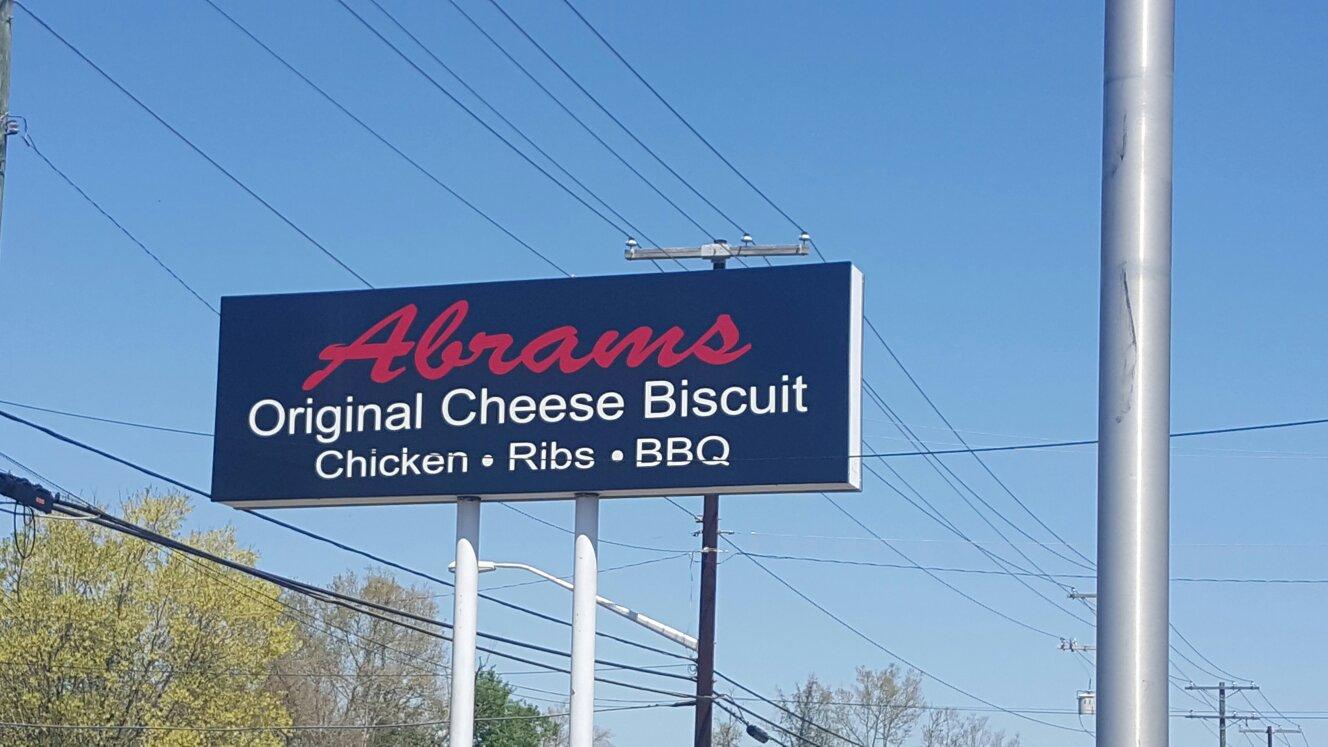 Abrams
Original Cheese Biscuit
Chicken • Ribs • BBQ